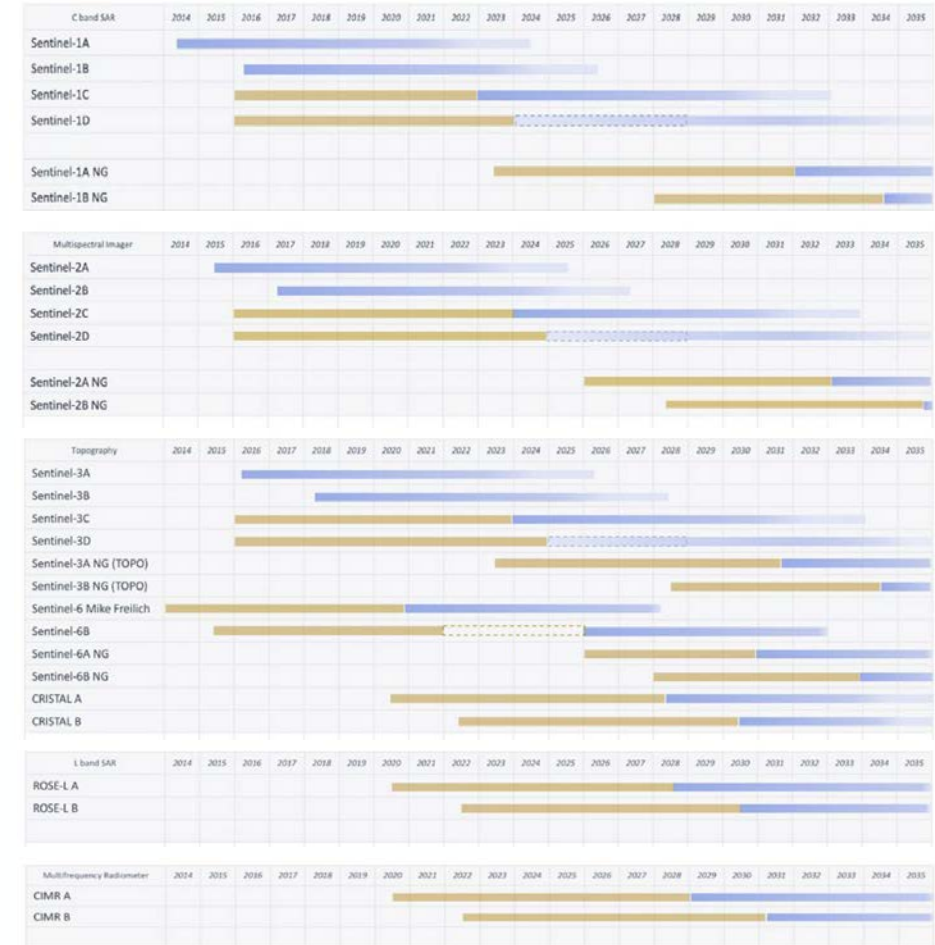 C band SAR 2014 2015 2016 2017 2018 2019 2020 2021 2022 2023 2024 2025 2026 2027 2028 2029 2030 2031 2032 2033 2034 2035
Sentinel-1A
Sentinel-1B
Sentinel-1C
Sentinel-1D
Sentinel-1A NG
Sentinel-1B NG
Multispectral Imager 2014 2015 2016 2017 2018 2019 2020 2021 2022 2023 2024 2025 2026 2027 2028 2029 2030 2031 2032 2033 2034 2035
Sentinel-2A
Sentinel-2B
Sentinel-2C
Sentinel-2D
Sentinel-2A NG
Sentinel-2B NG
Topography 2014 2015 2016 2017 2018 2019 2020 2021 2022 2023 2024 2025 2026 2027 2028 2029 2030 2031 2032 2033 2034 2035
Sentinel-3A
Sentinel-3B
Sentinel-3C
Sentinel-3D
Sentinel-3A NG (TOPO)
Sentinel-3B NG (TOPO)
Sentinel-6 Mike Freilich
Sentinel-6B
Sentinel-6A NG
Sentinel-6B NG
CRISTAL A
CRISTAL B
L band SAR 2014 2015 2016 2017 2018 2019 2020 2021 2022 2023 2024 2025 2026 2027 2028 2029 2030 2031 2032 2033 2034 2035
ROSE-L A
ROSE-L B
Multifrequency Radiometer 2014 2015 2016 2017 2018 2019 2020 2021 2022 2023 2024 2025 2026 2027 2028 2029 2030 2031 2032 2033 2034 2035
CIMR A
CIMR B